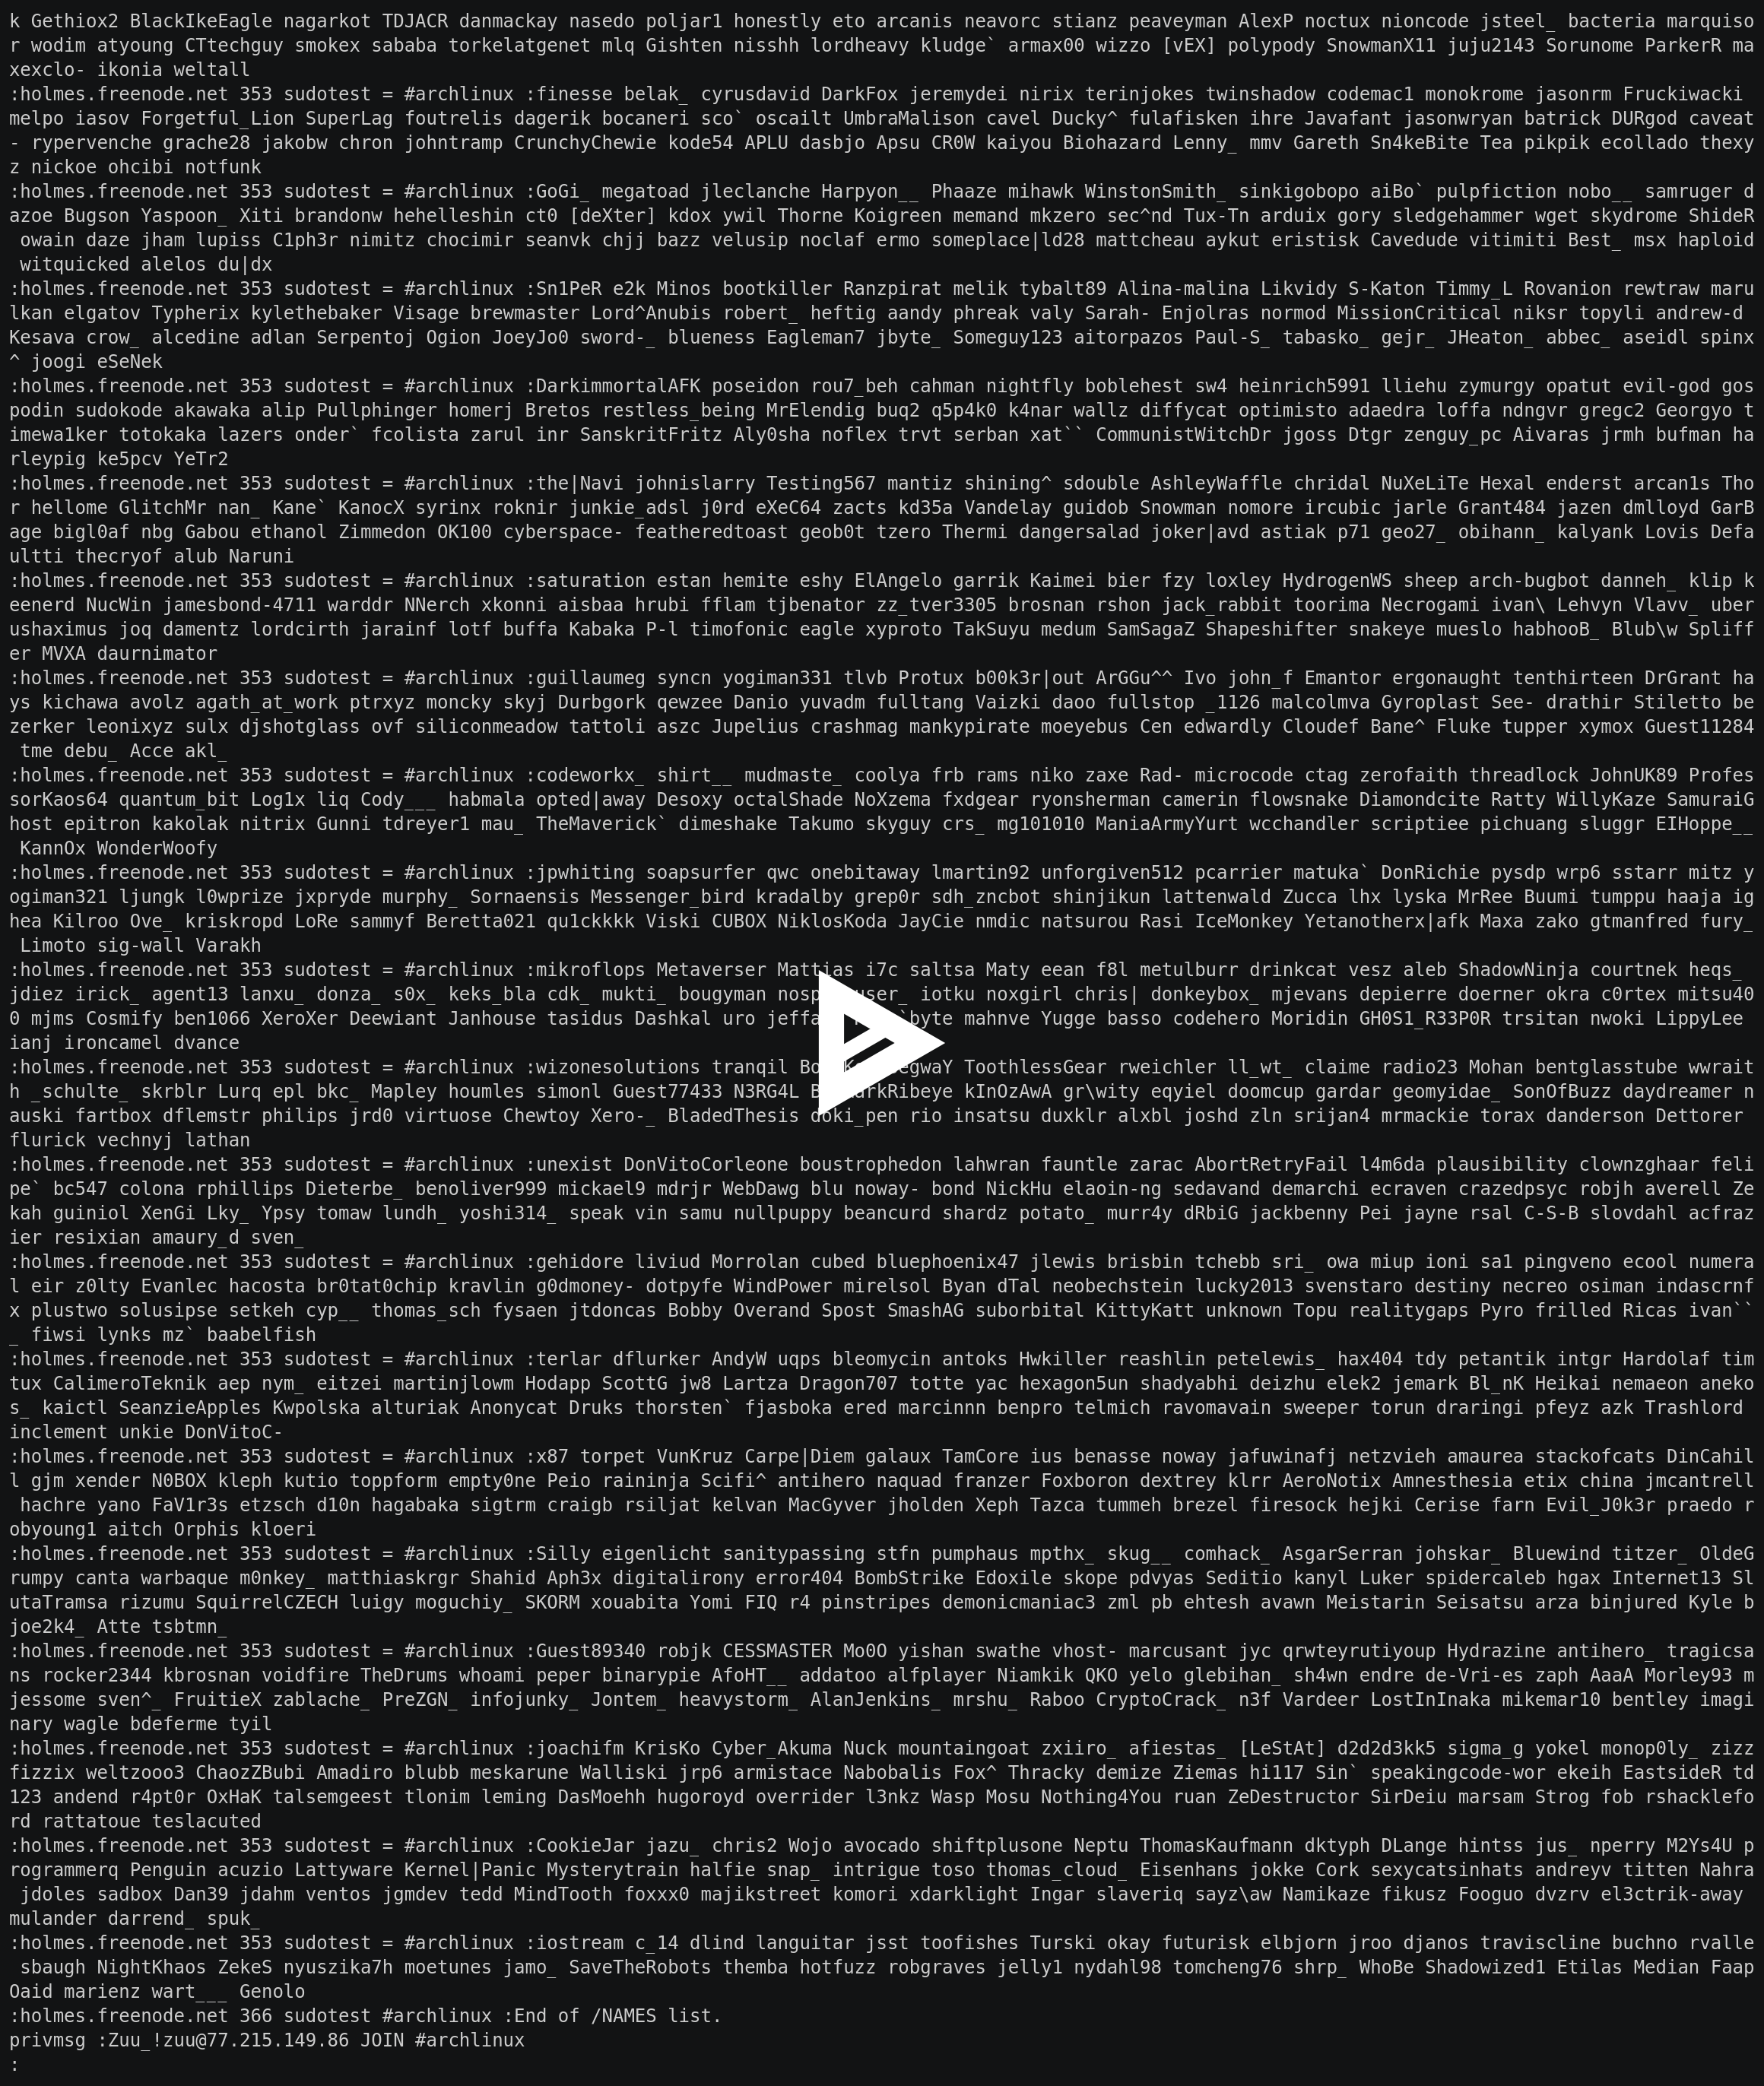 k Gethiox2 BlackIkeEagle nagarkot TDJACR danmackay nasedo poljar1 honestly eto arcanis neavorc stianz peaveyman AlexP noctux nioncode jsteel_ bacteria marquiso
r wodim atyoung CTtechguy smokex sababa torkelatgenet mlq Gishten nisshh lordheavy kludge` armax00 wizzo [vEX] polypody SnowmanX11 juju2143 Sorunome ParkerR ma
xexclo- ikonia weltall
:holmes.freenode.net 353 sudotest = #archlinux :finesse belak_ cyrusdavid DarkFox jeremydei nirix terinjokes twinshadow codemac1 monokrome jasonrm Fruckiwacki
melpo iasov Forgetful_Lion SuperLag foutrelis dagerik bocaneri sco` oscailt UmbraMalison cavel Ducky^ fulafisken ihre Javafant jasonwryan batrick DURgod caveat
- rypervenche grache28 jakobw chron johntramp CrunchyChewie kode54 APLU dasbjo Apsu CR0W kaiyou Biohazard Lenny_ mmv Gareth Sn4keBite Tea pikpik ecollado thexy
z nickoe ohcibi notfunk
:holmes.freenode.net 353 sudotest = #archlinux :GoGi_ megatoad jleclanche Harpyon__ Phaaze mihawk WinstonSmith_ sinkigobopo aiBo` pulpfiction nobo__ samruger d
azoe Bugson Yaspoon_ Xiti brandonw hehelleshin ct0 [deXter] kdox ywil Thorne Koigreen memand mkzero sec^nd Tux-Tn arduix gory sledgehammer wget skydrome ShideR
 owain daze jham lupiss C1ph3r nimitz chocimir seanvk chjj bazz velusip noclaf ermo someplace|ld28 mattcheau aykut eristisk Cavedude vitimiti Best_ msx haploid
 witquicked alelos du|dx
:holmes.freenode.net 353 sudotest = #archlinux :Sn1PeR e2k Minos bootkiller Ranzpirat melik tybalt89 Alina-malina Likvidy S-Katon Timmy_L Rovanion rewtraw maru
lkan elgatov Typherix kylethebaker Visage brewmaster Lord^Anubis robert_ heftig aandy phreak valy Sarah- Enjolras normod MissionCritical niksr topyli andrew-d
Kesava crow_ alcedine adlan Serpentoj Ogion JoeyJo0 sword-_ blueness Eagleman7 jbyte_ Someguy123 aitorpazos Paul-S_ tabasko_ gejr_ JHeaton_ abbec_ aseidl spinx
^ joogi eSeNek
:holmes.freenode.net 353 sudotest = #archlinux :DarkimmortalAFK poseidon rou7_beh cahman nightfly boblehest sw4 heinrich5991 lliehu zymurgy opatut evil-god gos
podin sudokode akawaka alip Pullphinger homerj Bretos restless_being MrElendig buq2 q5p4k0 k4nar wallz diffycat optimisto adaedra loffa ndngvr gregc2 Georgyo t
imewa1ker totokaka lazers onder` fcolista zarul inr SanskritFritz Aly0sha noflex trvt serban xat`` CommunistWitchDr jgoss Dtgr zenguy_pc Aivaras jrmh bufman ha
rleypig ke5pcv YeTr2
:holmes.freenode.net 353 sudotest = #archlinux :the|Navi johnislarry Testing567 mantiz shining^ sdouble AshleyWaffle chridal NuXeLiTe Hexal enderst arcan1s Tho
r hellome GlitchMr nan_ Kane` KanocX syrinx roknir junkie_adsl j0rd eXeC64 zacts kd35a Vandelay guidob Snowman nomore ircubic jarle Grant484 jazen dmlloyd GarB
age bigl0af nbg Gabou ethanol Zimmedon OK100 cyberspace- featheredtoast geob0t tzero Thermi dangersalad joker|avd astiak p71 geo27_ obihann_ kalyank Lovis Defa
ultti thecryof alub Naruni
:holmes.freenode.net 353 sudotest = #archlinux :saturation estan hemite eshy ElAngelo garrik Kaimei bier fzy loxley HydrogenWS sheep arch-bugbot danneh_ klip k
eenerd NucWin jamesbond-4711 warddr NNerch xkonni aisbaa hrubi fflam tjbenator zz_tver3305 brosnan rshon jack_rabbit toorima Necrogami ivan\ Lehvyn Vlavv_ uber
ushaximus joq damentz lordcirth jarainf lotf buffa Kabaka P-l timofonic eagle xyproto TakSuyu medum SamSagaZ Shapeshifter snakeye mueslo habhooB_ Blub\w Spliff
er MVXA daurnimator
:holmes.freenode.net 353 sudotest = #archlinux :guillaumeg syncn yogiman331 tlvb Protux b00k3r|out ArGGu^^ Ivo john_f Emantor ergonaught tenthirteen DrGrant ha
ys kichawa avolz agath_at_work ptrxyz moncky skyj Durbgork qewzee Danio yuvadm fulltang Vaizki daoo fullstop _1126 malcolmva Gyroplast See- drathir Stiletto be
zerker leonixyz sulx djshotglass ovf siliconmeadow tattoli aszc Jupelius crashmag mankypirate moeyebus Cen edwardly Cloudef Bane^ Fluke tupper xymox Guest11284
 tme debu_ Acce akl_
:holmes.freenode.net 353 sudotest = #archlinux :codeworkx_ shirt__ mudmaste_ coolya frb rams niko zaxe Rad- microcode ctag zerofaith threadlock JohnUK89 Profes
sorKaos64 quantum_bit Log1x liq Cody___ habmala opted|away Desoxy octalShade NoXzema fxdgear ryonsherman camerin flowsnake Diamondcite Ratty WillyKaze SamuraiG
host epitron kakolak nitrix Gunni tdreyer1 mau_ TheMaverick` dimeshake Takumo skyguy crs_ mg101010 ManiaArmyYurt wcchandler scriptiee pichuang sluggr EIHoppe__
 KannOx WonderWoofy
:holmes.freenode.net 353 sudotest = #archlinux :jpwhiting soapsurfer qwc onebitaway lmartin92 unforgiven512 pcarrier matuka` DonRichie pysdp wrp6 sstarr mitz y
ogiman321 ljungk l0wprize jxpryde murphy_ Sornaensis Messenger_bird kradalby grep0r sdh_zncbot shinjikun lattenwald Zucca lhx lyska MrRee Buumi tumppu haaja ig
hea Kilroo Ove_ kriskropd LoRe sammyf Beretta021 qu1ckkkk Viski CUBOX NiklosKoda JayCie nmdic natsurou Rasi IceMonkey Yetanotherx|afk Maxa zako gtmanfred fury_
 Limoto sig-wall Varakh
:holmes.freenode.net 353 sudotest = #archlinux :mikroflops Metaverser Mattias i7c saltsa Maty eean f8l metulburr drinkcat vesz aleb ShadowNinja courtnek heqs_
jdiez irick_ agent13 lanxu_ donza_ s0x_ keks_bla cdk_ mukti_ bougyman iotku noxgirl chris| donkeybox_ mjevans depierre doerner okra c0rtex mitsu40
0 mjms Cosmify ben1066 XeroXer Deewiant Janhouse tasidus Dashkal uro mahnve Yugge basso codehero Moridin GH0S1_R33P0R trsitan nwoki LippyLee
ianj ironcamel dvance
:holmes.freenode.net 353 sudotest = #archlinux :wizonesolutions tranqil ToothlessGear rweichler ll_wt_ claime radio23 Mohan bentglasstube wwrait
h _schulte_ skrblr Lurq epl bkc_ Mapley houmles simonl Guest77433 N3RG4L kInOzAwA gr\wity eqyiel doomcup gardar geomyidae_ SonOfBuzz daydreamer n
auski fartbox dflemstr philips jrd0 virtuose Chewtoy Xero-_ BladedThesis doki_pen rio insatsu duxklr alxbl joshd zln srijan4 mrmackie torax danderson Dettorer
flurick vechnyj lathan
:holmes.freenode.net 353 sudotest = #archlinux :unexist DonVitoCorleone boustrophedon lahwran fauntle zarac AbortRetryFail l4m6da plausibility clownzghaar feli
pe` bc547 colona rphillips Dieterbe_ benoliver999 mickael9 mdrjr WebDawg blu noway- bond NickHu elaoin-ng sedavand demarchi ecraven crazedpsyc robjh averell Ze
kah guiniol XenGi Lky_ Ypsy tomaw lundh_ yoshi314_ speak vin samu nullpuppy beancurd shardz potato_ murr4y dRbiG jackbenny Pei jayne rsal C-S-B slovdahl acfraz
ier resixian amaury_d sven_
:holmes.freenode.net 353 sudotest = #archlinux :gehidore liviud Morrolan cubed bluephoenix47 jlewis brisbin tchebb sri_ owa miup ioni sa1 pingveno ecool numera
l eir z0lty Evanlec hacosta br0tat0chip kravlin g0dmoney- dotpyfe WindPower mirelsol Byan dTal neobechstein lucky2013 svenstaro destiny necreo osiman indascrnf
x plustwo solusipse setkeh cyp__ thomas_sch fysaen jtdoncas Bobby Overand Spost SmashAG suborbital KittyKatt unknown Topu realitygaps Pyro frilled Ricas ivan``
_ fiwsi lynks mz` baabelfish
:holmes.freenode.net 353 sudotest = #archlinux :terlar dflurker AndyW uqps bleomycin antoks Hwkiller reashlin petelewis_ hax404 tdy petantik intgr Hardolaf tim
tux CalimeroTeknik aep nym_ eitzei martinjlowm Hodapp ScottG jw8 Lartza Dragon707 totte yac hexagon5un shadyabhi deizhu elek2 jemark Bl_nK Heikai nemaeon aneko
s_ kaictl SeanzieApples Kwpolska alturiak Anonycat Druks thorsten` fjasboka ered marcinnn benpro telmich ravomavain sweeper torun draringi pfeyz azk Trashlord
inclement unkie DonVitoC-
:holmes.freenode.net 353 sudotest = #archlinux :x87 torpet VunKruz Carpe|Diem galaux TamCore ius benasse noway jafuwinafj netzvieh amaurea stackofcats DinCahil
l gjm xender N0BOX kleph kutio toppform empty0ne Peio raininja Scifi^ antihero naquad franzer Foxboron dextrey klrr AeroNotix Amnesthesia etix china jmcantrell
 hachre yano FaV1r3s etzsch d10n hagabaka sigtrm craigb rsiljat kelvan MacGyver jholden Xeph Tazca tummeh brezel firesock hejki Cerise farn Evil_J0k3r praedo r
obyoung1 aitch Orphis kloeri
:holmes.freenode.net 353 sudotest = #archlinux :Silly eigenlicht sanitypassing stfn pumphaus mpthx_ skug__ comhack_ AsgarSerran johskar_ Bluewind titzer_ OldeG
rumpy canta warbaque m0nkey_ matthiaskrgr Shahid Aph3x digitalirony error404 BombStrike Edoxile skope pdvyas Seditio kanyl Luker spidercaleb hgax Internet13 Sl
utaTramsa rizumu SquirrelCZECH luigy moguchiy_ SKORM xouabita Yomi FIQ r4 pinstripes demonicmaniac3 zml pb ehtesh avawn Meistarin Seisatsu arza binjured Kyle b
joe2k4_ Atte tsbtmn_
:holmes.freenode.net 353 sudotest = #archlinux :Guest89340 robjk CESSMASTER Mo0O yishan swathe vhost- marcusant jyc qrwteyrutiyoup Hydrazine antihero_ tragicsa
ns rocker2344 kbrosnan voidfire TheDrums whoami peper binarypie AfoHT__ addatoo alfplayer Niamkik QKO yelo glebihan_ sh4wn endre de-Vri-es zaph AaaA Morley93 m
jessome sven^_ FruitieX zablache_ PreZGN_ infojunky_ Jontem_ heavystorm_ AlanJenkins_ mrshu_ Raboo CryptoCrack_ n3f Vardeer LostInInaka mikemar10 bentley imagi
nary wagle bdeferme tyil
:holmes.freenode.net 353 sudotest = #archlinux :joachifm KrisKo Cyber_Akuma Nuck mountaingoat zxiiro_ afiestas_ [LeStAt] d2d2d3kk5 sigma_g yokel monop0ly_ zizz
fizzix weltzooo3 ChaozZBubi Amadiro blubb meskarune Walliski jrp6 armistace Nabobalis Fox^ Thracky demize Ziemas hi117 Sin` speakingcode-wor ekeih EastsideR td
123 andend r4pt0r OxHaK talsemgeest tlonim leming DasMoehh hugoroyd overrider l3nkz Wasp Mosu Nothing4You ruan ZeDestructor SirDeiu marsam Strog fob rshacklefo
rd rattatoue teslacuted
:holmes.freenode.net 353 sudotest = #archlinux :CookieJar jazu_ chris2 Wojo avocado shiftplusone Neptu ThomasKaufmann dktyph DLange hintss jus_ nperry M2Ys4U p
rogrammerq Penguin acuzio Lattyware Kernel|Panic Mysterytrain halfie snap_ intrigue toso thomas_cloud_ Eisenhans jokke Cork sexycatsinhats andreyv titten Nahra
 jdoles sadbox Dan39 jdahm ventos jgmdev tedd MindTooth foxxx0 majikstreet komori xdarklight Ingar slaveriq sayz\aw Namikaze fikusz Fooguo dvzrv el3ctrik-away
mulander darrend_ spuk_
:holmes.freenode.net 353 sudotest = #archlinux :iostream c_14 dlind languitar jsst toofishes Turski okay futurisk elbjorn jroo djanos traviscline buchno rvalle
 sbaugh NightKhaos ZekeS nyuszika7h moetunes jamo_ SaveTheRobots themba hotfuzz robgraves jelly1 nydahl98 tomcheng76 shrp_ WhoBe Shadowized1 Etilas Median Faap
Oaid marienz wart___ Genolo
:holmes.freenode.net 366 sudotest #archlinux :End of /NAMES list.
privmsg :Zuu_!zuu@77.215.149.86 JOIN #archlinux
: